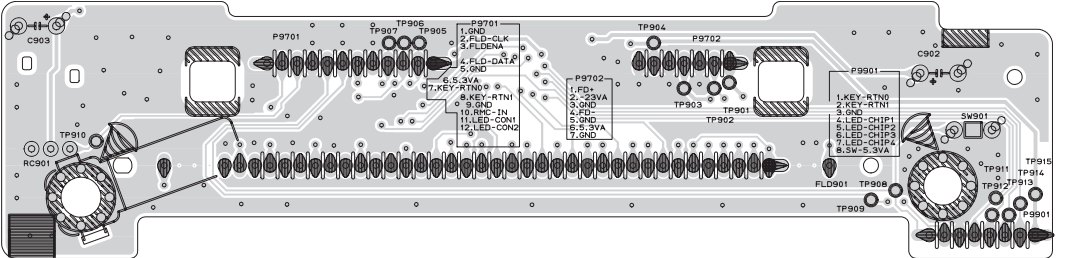 C903
RC901
TP910
P9701
TP906
TP907
TP905
P9701
1.GND
2.FLD-CLK
3.FLDENA
4.FLD-DATA
5.GND
6.5.3VA
7.KEY-RTN0
8.KEY-RTN1
9.GND
10.RMC-IN
11.LED-CON1
12.LED-CON2
P9702
1.FD+
2.-23VA
3.GND
4.FD-
5.GND
6.5.3VA
7.GND
TP904
P9702
TP903
TP901
TP902
P9901
1.KEY-RTN0
2.KEY-RTN1
3.GND
4.LED-CHIP1
5.LED-CHIP2
6.LED-CHIP3
7.LED-CHIP4
8.SW-5.3VA
C902
SW901
FLD901
TP908
TP909
TP915
TP911
TP914
TP912
TP913
P9901